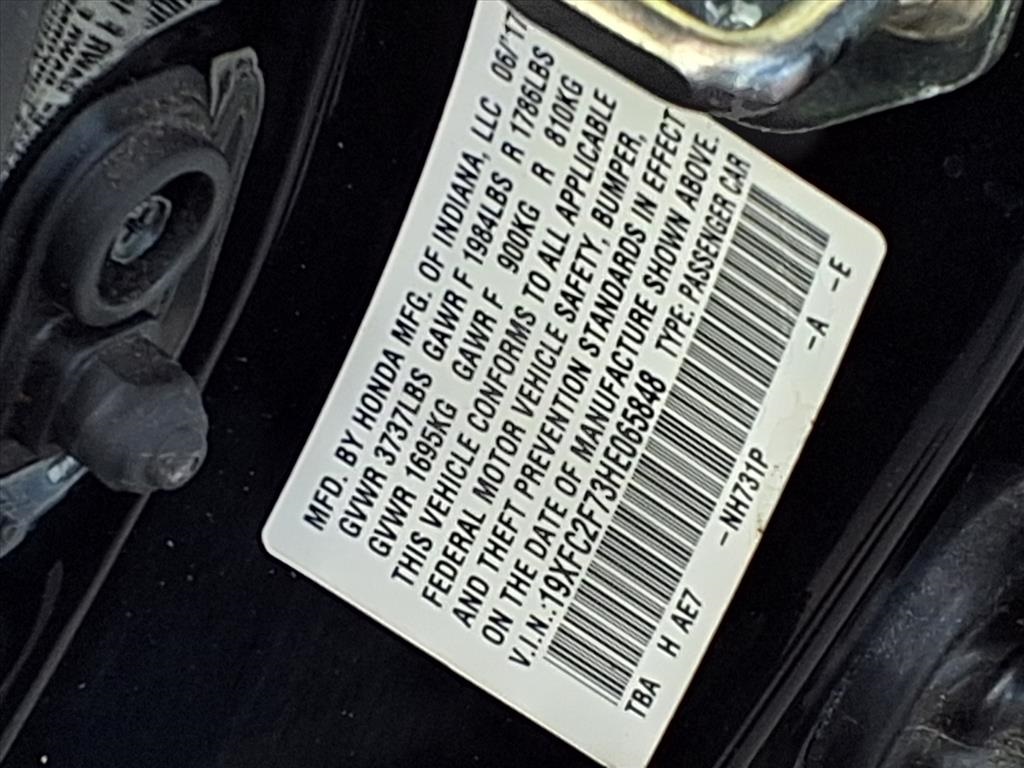 MFD. BY HONDA MFG. OF INDIANA, LLC 06/17
GVWR 3737LBS GAWR F 1984LBS R 1786LBS
GVWR 1695KG GAWR F 900KG R 810KG
THIS VEHICLE CONFORMS TO ALL APPLICABLE
FEDERAL MOTOR VEHICLE SAFETY, BUMPER,
AND THEFT PREVENTION STANDARDS IN EFFECT
ON THE DATE OF MANUFACTURE SHOWN ABOVE.
V.I.N.:19XFC2F73HE065848 TYPE: PASSENGER CAR
TBA H AE7 -NH731P -A -E